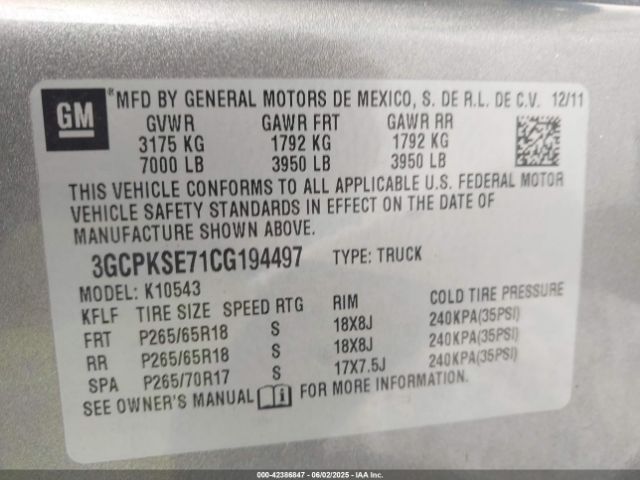 GM ® MFD BY GENERAL MOTORS DE MEXICO, S. DE R.L. DE C.V. 12/11
GVWR GAWR FRT GAWR RR
3175 KG 1792 KG 1792 KG
7000 LB 3950 LB 3950 LB
THIS VEHICLE CONFORMS TO ALL APPLICABLE U.S. FEDERAL MOTOR
VEHICLE SAFETY STANDARDS IN EFFECT ON THE DATE OF
MANUFACTURE SHOWN ABOVE.
3GCPKSE71CG194497 TYPE: TRUCK
MODEL: K10543
KFLF TIRE SIZE SPEED RTG RIM COLD TIRE PRESSURE
FRT P265/65R18 S 18X8J 240KPA(35PSI)
RR P265/65R18 S 18X8J 240KPA(35PSI)
SPA P265/70R17 S 17X7.5J 240KPA(35PSI)
SEE OWNER'S MANUAL i FOR MORE INFORMATION.
000-42386847 | 06/02/2025 - IAA Inc.